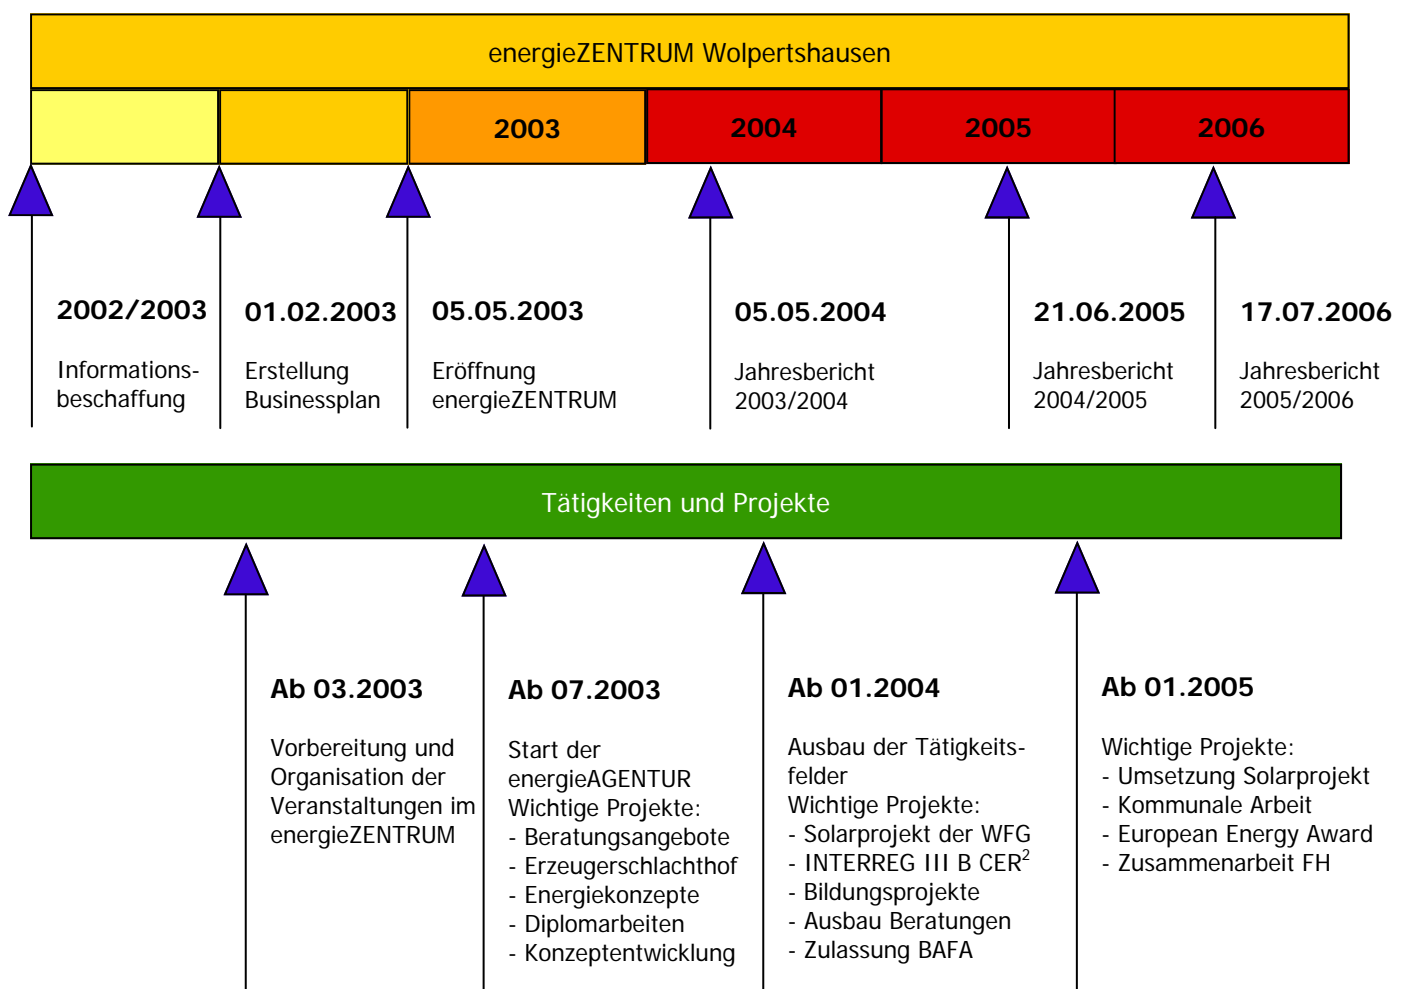 energieZENTRUM Wolpertshausen
2003
2004
2005
2006
2002/2003
Informations-
beschaffung
01.02.2003
Erstellung
Businessplan
05.05.2003
Eröffnung
energieZENTRUM
05.05.2004
Jahresbericht
2003/2004
21.06.2005
Jahresbericht
2004/2005
17.07.2006
Jahresbericht
2005/2006
Tätigkeiten und Projekte
Ab 03.2003
Vorbereitung und
Organisation der
Veranstaltungen im
energieZENTRUM
Ab 07.2003
Start der
energieAGENTUR
Wichtige Projekte:
- Beratungsangebote
- Erzeugerschlachthof
- Energiekonzepte
- Diplomarbeiten
- Konzeptentwicklung
Ab 01.2004
Ausbau der Tätigkeits-
felder
Wichtige Projekte:
- Solarprojekt der WFG
- INTERREG III B CER²
- Bildungsprojekte
- Ausbau Beratungen
- Zulassung BAFA
Ab 01.2005
Wichtige Projekte:
- Umsetzung Solarprojekt
- Kommunale Arbeit
- European Energy Award
- Zusammenarbeit FH